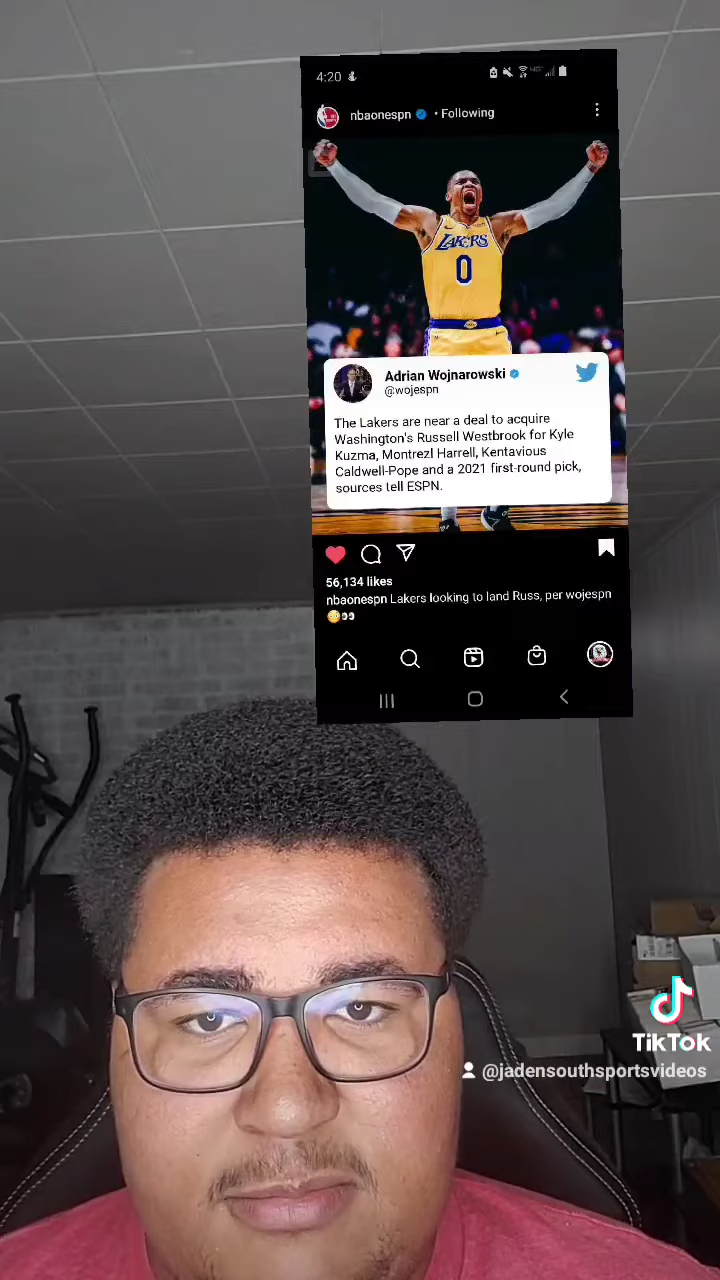 4:20
nbaonespn • Following
LAKERS
0
Adrian Wojnarowski
@wojespn
The Lakers are near a deal to acquire
Washington's Russell Westbrook for Kyle
Kuzma, Montrezl Harrell, Kentavious
Caldwell-Pope and a 2021 first-round pick,
sources tell ESPN.
56,134 likes
nbaonespn Lakers looking to land Russ, per wojespn
😳👀
TikTok
@jadensouthsportsvideos